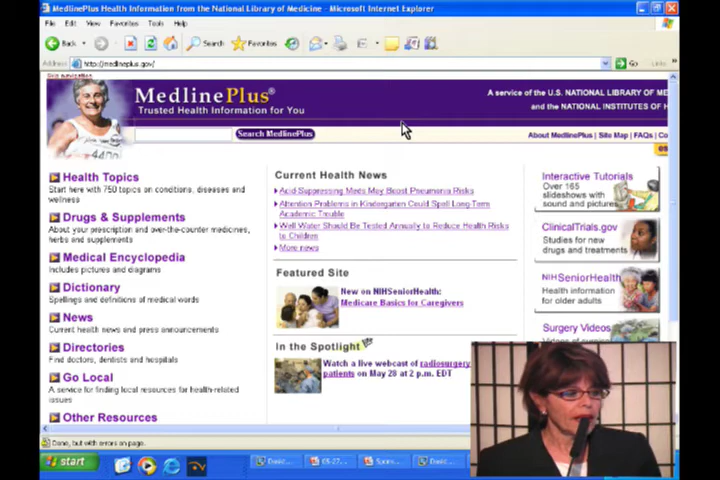 MedlinePlus Health Information from the National Library of Medicine - Microsoft Internet Explorer
File Edit View Favorites Tools Help
Back Search Favorites
Address http://medlineplus.gov/ Go Links
Skip navigation
MedlinePlus®
Trusted Health Information for You
A service of the U.S. NATIONAL LIBRARY OF ME
and the NATIONAL INSTITUTES OF H
4400
Search MedlinePlus
About MedlinePlus | Site Map | FAQs | Co
es
Health Topics
Start here with 750 topics on conditions, diseases and
wellness
Drugs & Supplements
About your prescription and over-the-counter medicines,
herbs and supplements
Medical Encyclopedia
Includes pictures and diagrams
Dictionary
Spellings and definitions of medical words
News
Current health news and press announcements
Directories
Find doctors, dentists and hospitals
Go Local
A service for finding local resources for health-related
issues
Other Resources
Current Health News
Acid-Suppressing Meds May Boost Pneumonia Risks
Attention Problems in Kindergarten Could Spell Long-Term
Academic Trouble
Well Water Should Be Tested Annually to Reduce Health Risks
to Children
More news
Featured Site
New on NIHSeniorHealth:
Medicare Basics for Caregivers
In the Spotlight
Watch a live webcast of radiosurgery
patients on May 28 at 2 p.m. EDT
Interactive Tutorials
Over 165
slideshows with
sound and pictures
ClinicalTrials.gov
Studies for new
drugs and treatments
NIHSeniorHealth
Health information
for older adults
Surgery Videos
Done, but with errors on page.
start
05-27...